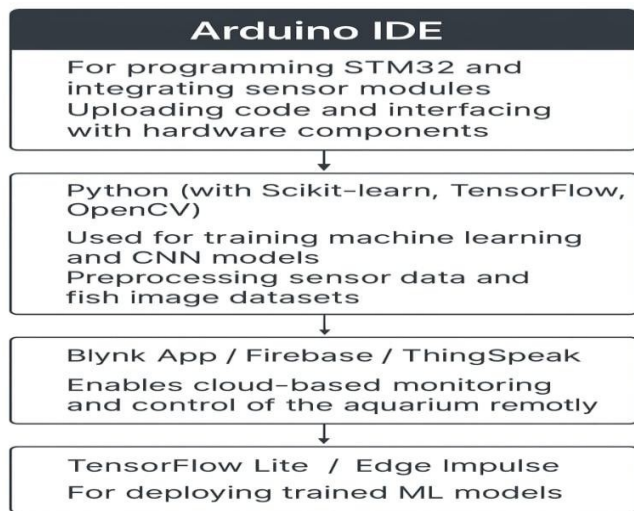 Arduino IDE
For programming STM32 and
integrating sensor modules
Uploading code and interfacing
with hardware components
Python (with Scikit-learn, TensorFlow,
OpenCV)
Used for training machine learning
and CNN models
Preprocessing sensor data and
fish image datasets
Blynk App / Firebase / ThingSpeak
Enables cloud-based monitoring
and control of the aquarium remotly
TensorFlow Lite / Edge Impulse
For deploying trained ML models